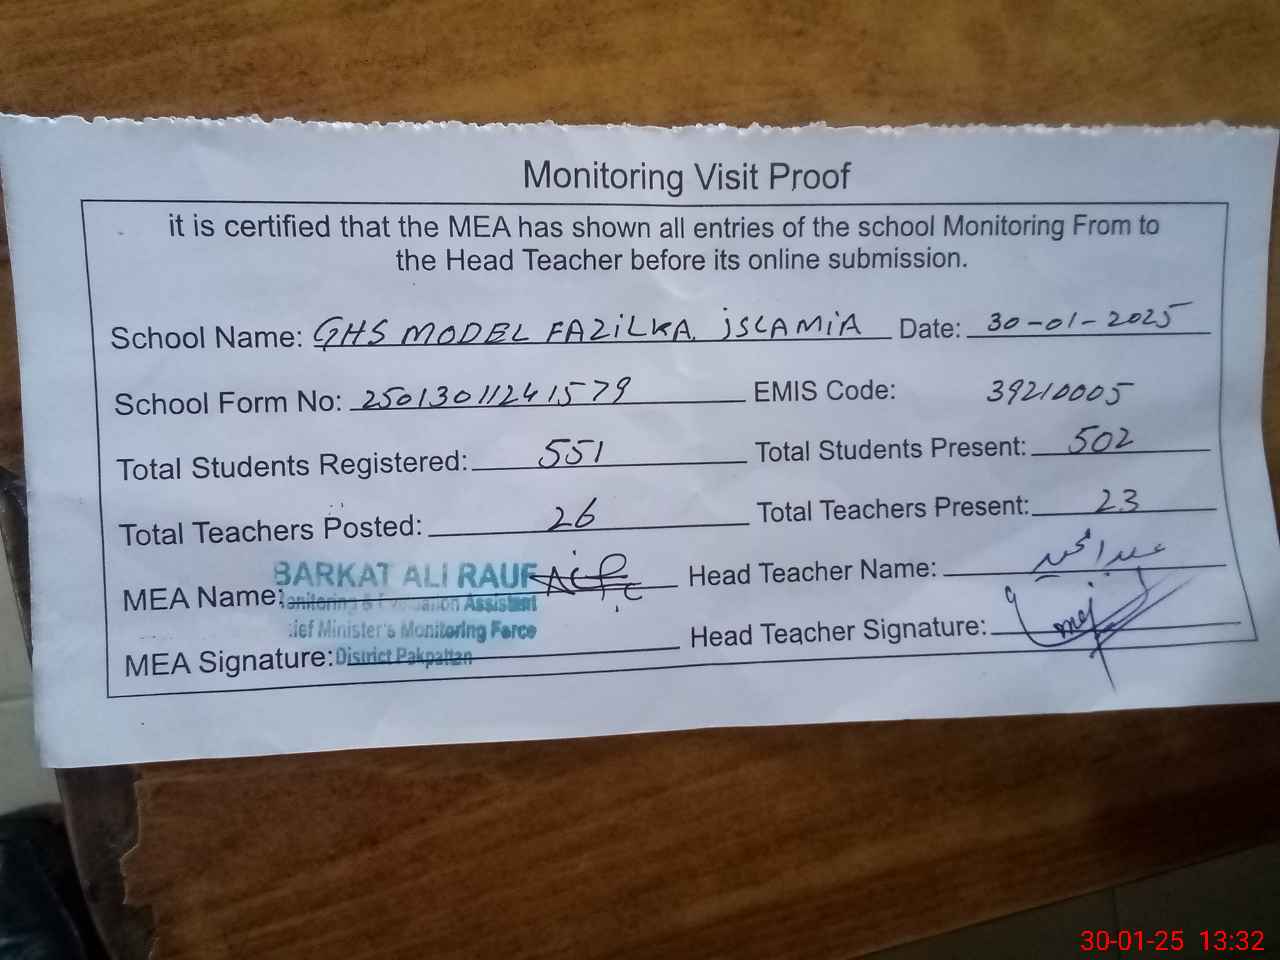 Monitoring Visit Proof
it is certified that the MEA has shown all entries of the school Monitoring From to
the Head Teacher before its online submission.
School Name: GHS MODEL FAZILKA ISLAMIA Date: 30-01-2025
School Form No: 25013011241579 EMIS Code: 39210005
Total Students Registered: 551 Total Students Present: 502
Total Teachers Posted: 26 Total Teachers Present: 23
MEA Name: BARKAT ALI RAUF Head Teacher Name:
Monitoring & Evaluation Assistant
Chief Minister's Monitoring Force Head Teacher Signature:
MEA Signature: District Pakpattan
30-01-25 13:32